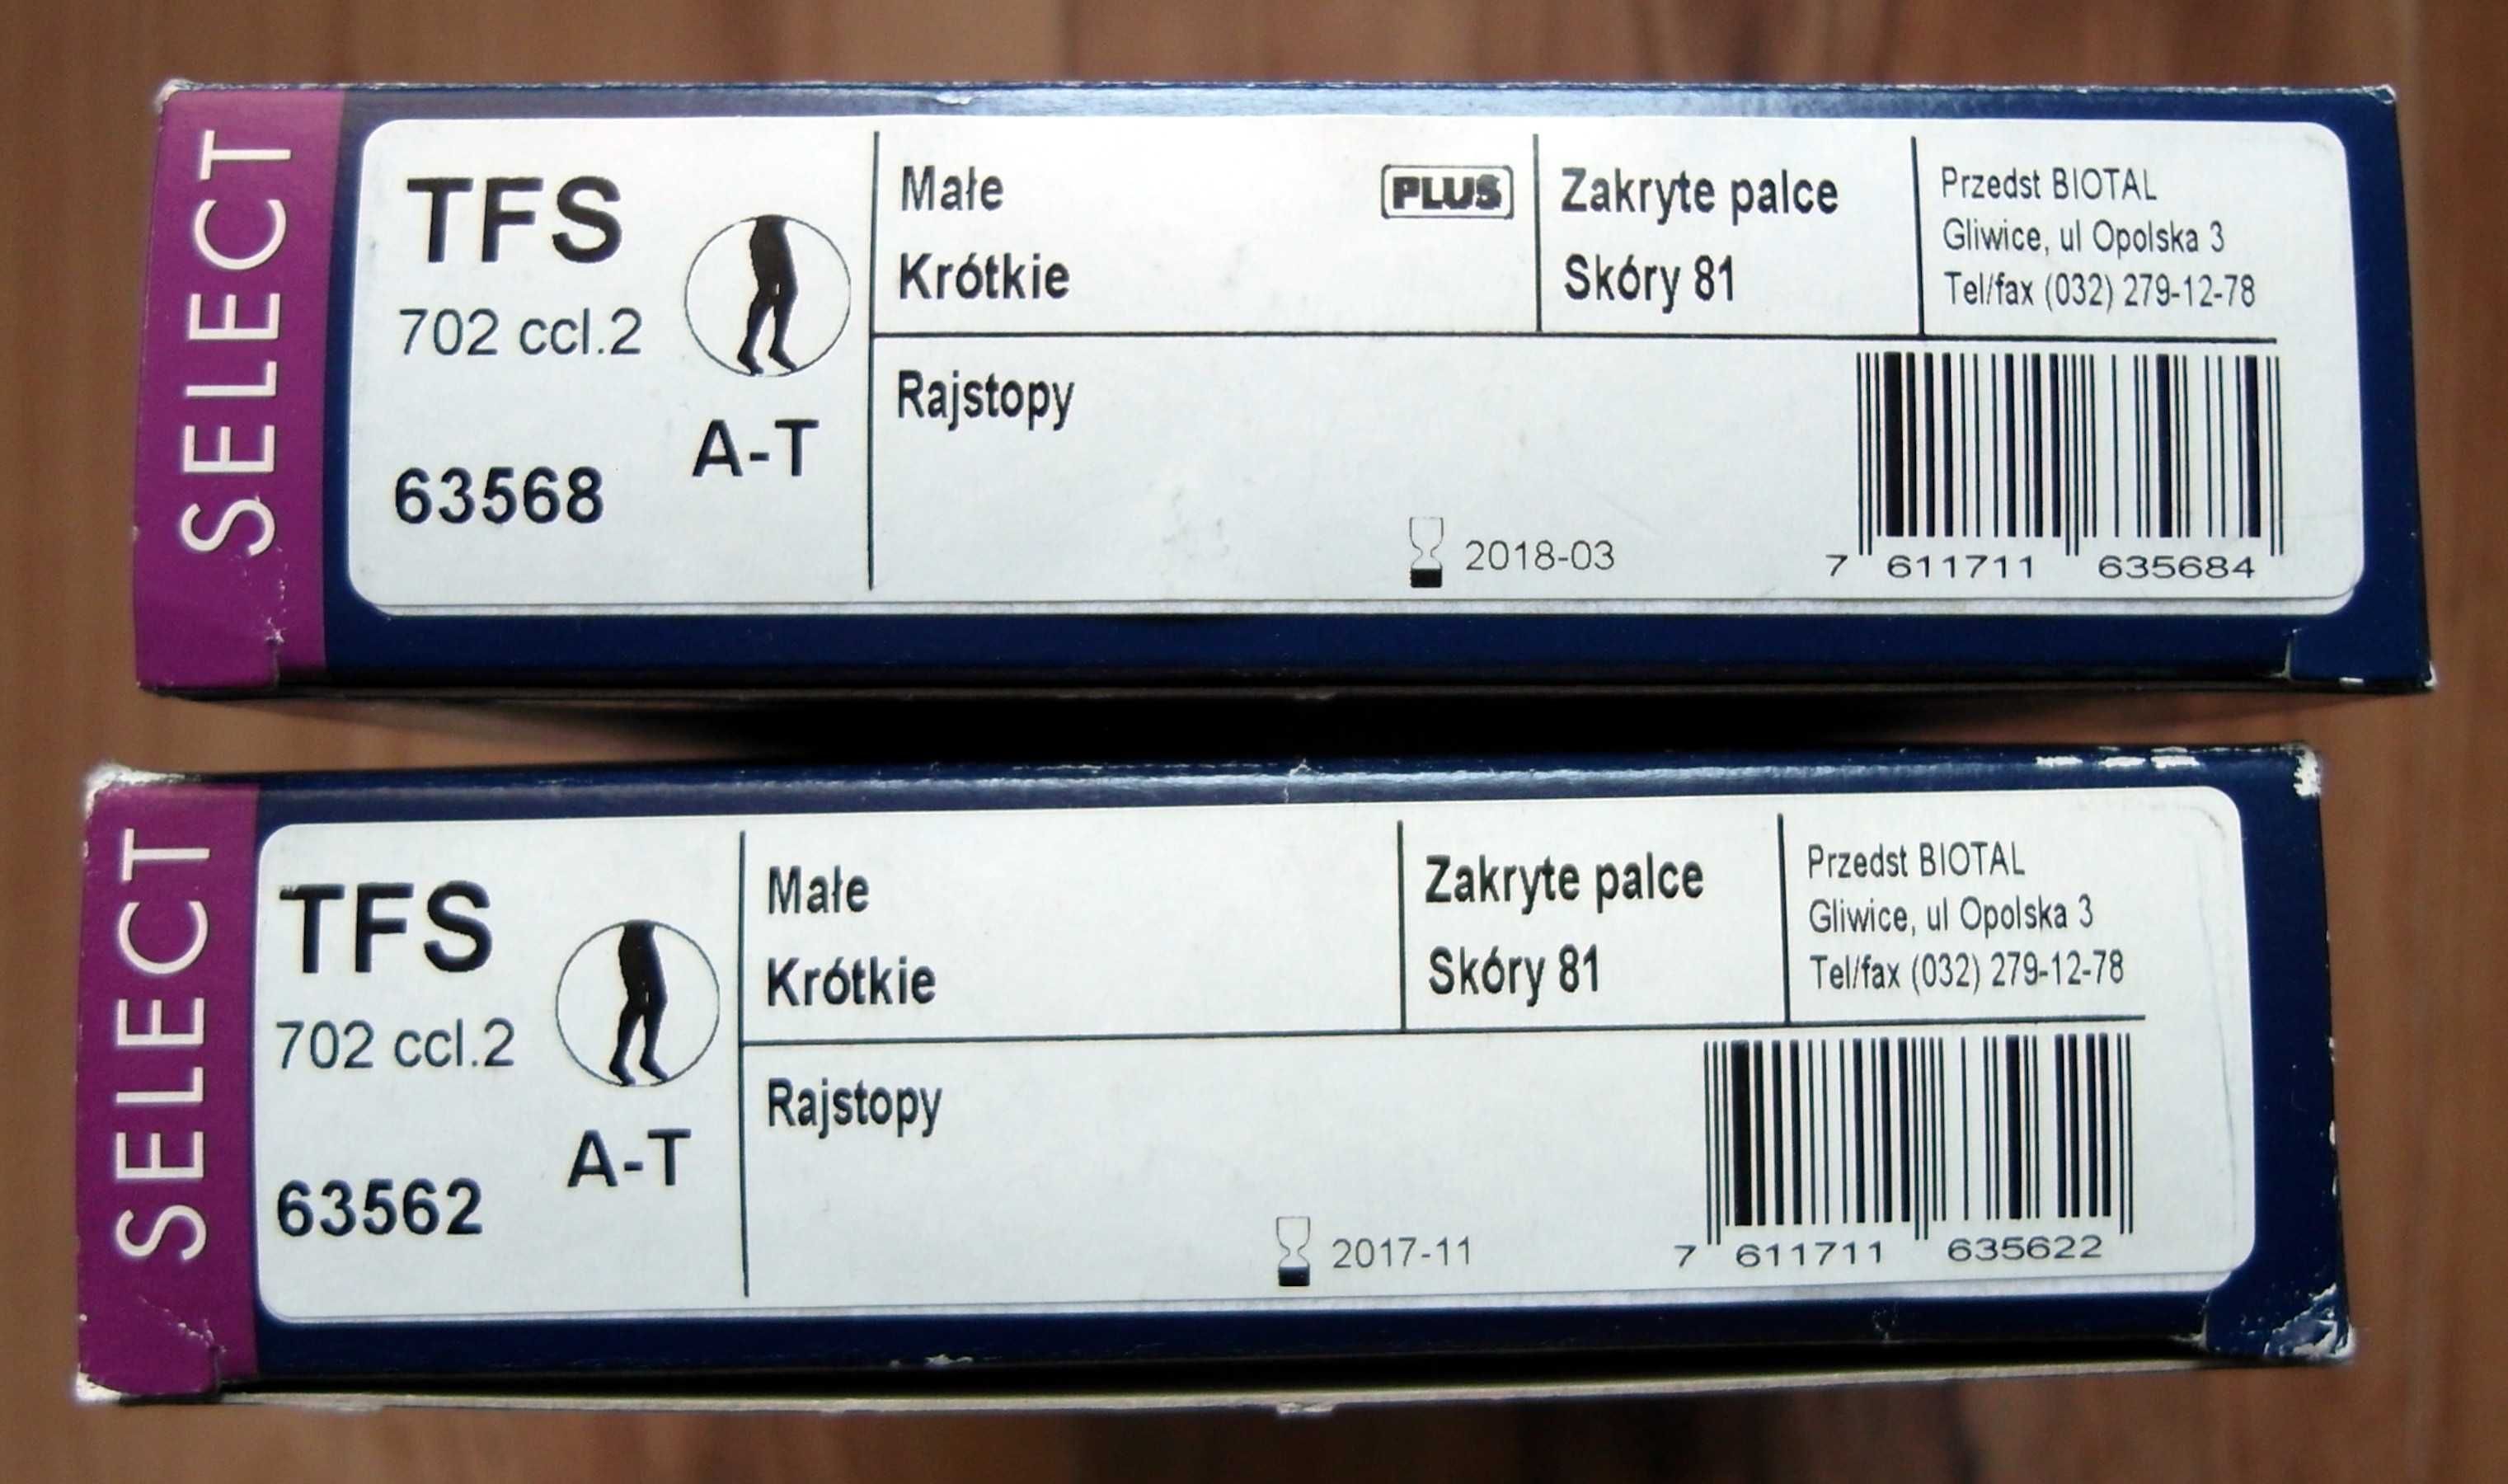 SELECT
TFS
702 ccl.2
63568
A-T
Małe
Krótkie
PLUS
Zakryte palce
Skóry 81
Przedst BIOTAL
Gliwice, ul Opolska 3
Tel/fax (032) 279-12-78
Rajstopy
2018-03
7 611711 635684
SELECT
TFS
702 ccl.2
63562
A-T
Małe
Krótkie
Zakryte palce
Skóry 81
Przedst BIOTAL
Gliwice, ul Opolska 3
Tel/fax (032) 279-12-78
Rajstopy
2017-11
7 611711 635622